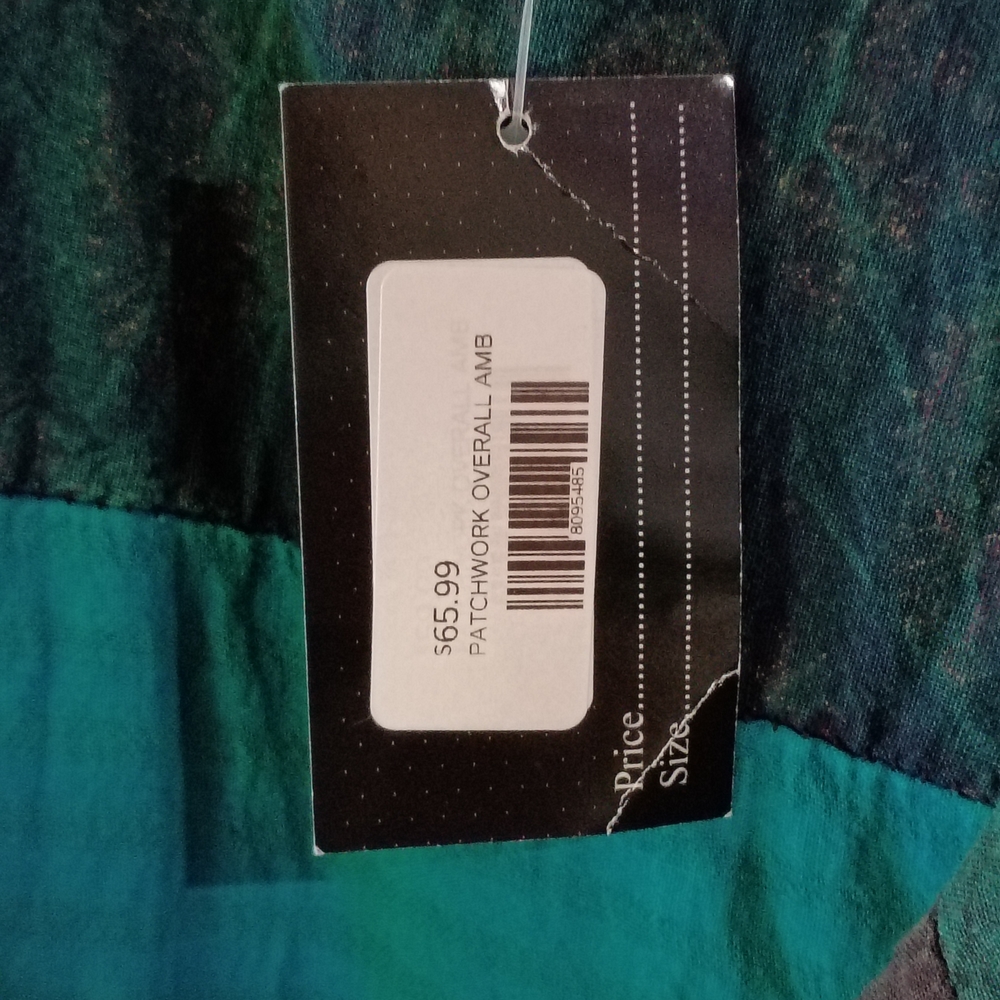 $65.99
PATCHWORK OVERALL AMB
8095485
Price
Size